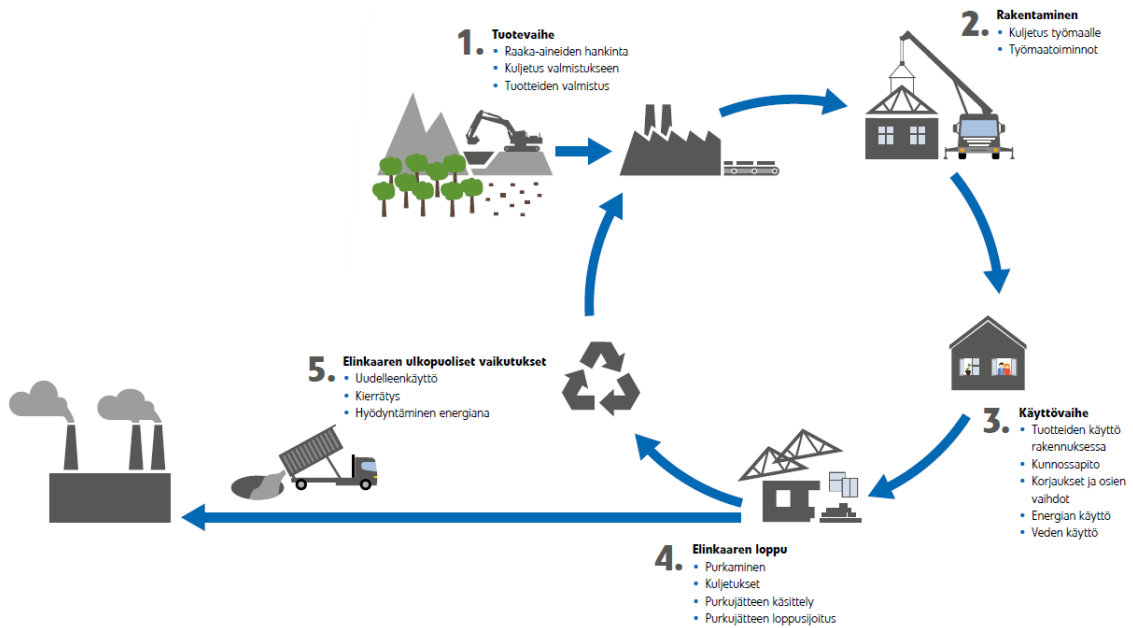 1. Tuotevaihe
• Raaka-aineiden hankinta
• Kuljetus valmistukseen
• Tuotteiden valmistus
2. Rakentaminen
• Kuljetus työmaalle
• Työmaatoiminnot
3. Käyttövaihe
• Tuotteiden käyttö
rakennuksessa
• Kunnossapito
• Korjaukset ja osien
vaihdot
• Energian käyttö
• Veden käyttö
4. Elinkaaren loppu
• Purkaminen
• Kuljetukset
• Purkujätteen käsittely
• Purkujätteen loppusijoitus
5. Elinkaaren ulkopuoliset vaikutukset
• Uudelleenkäyttö
• Kierrätys
• Hyödyntäminen energiana